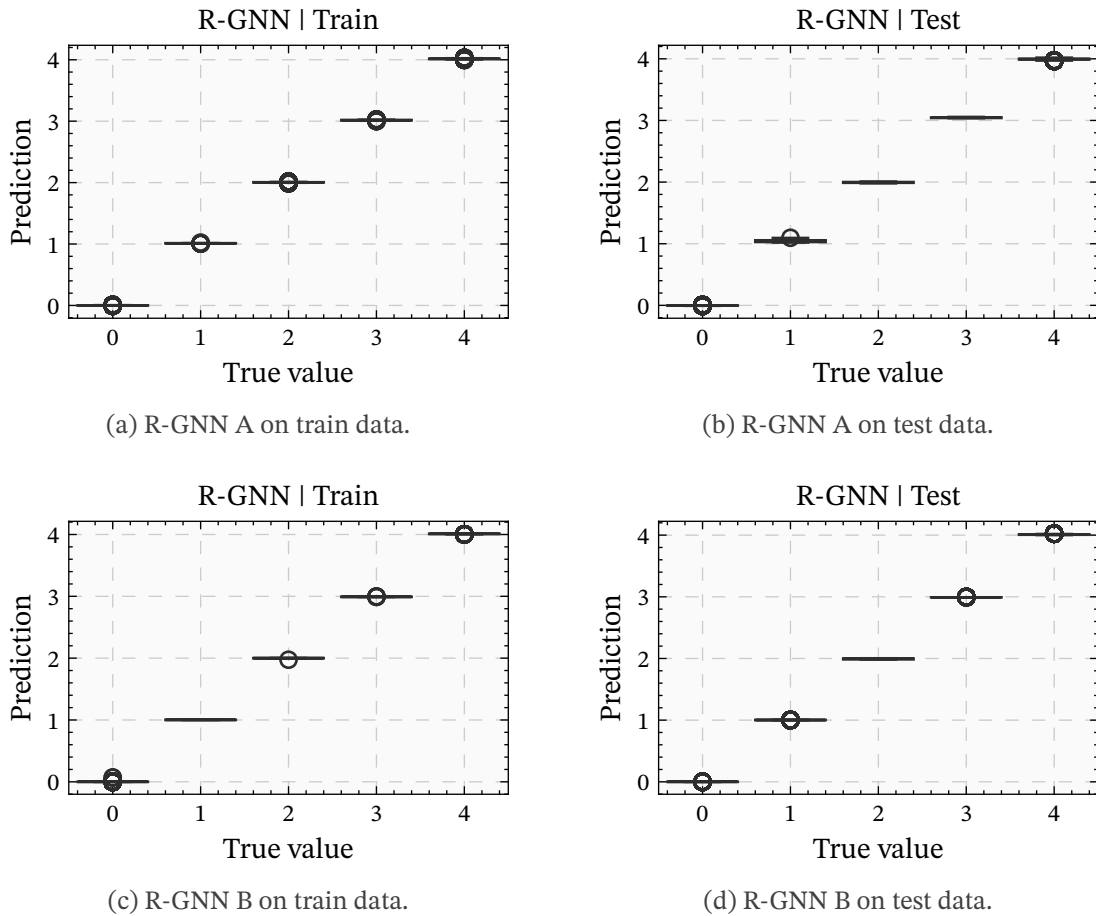 R-GNN | Train
Prediction
4
3
2
1
0
0 1 2 3 4
True value
(a) R-GNN A on train data.
R-GNN | Test
Prediction
4
3
2
1
0
0 1 2 3 4
True value
(b) R-GNN A on test data.
R-GNN | Train
Prediction
4
3
2
1
0
0 1 2 3 4
True value
(c) R-GNN B on train data.
R-GNN | Test
Prediction
4
3
2
1
0
0 1 2 3 4
True value
(d) R-GNN B on test data.